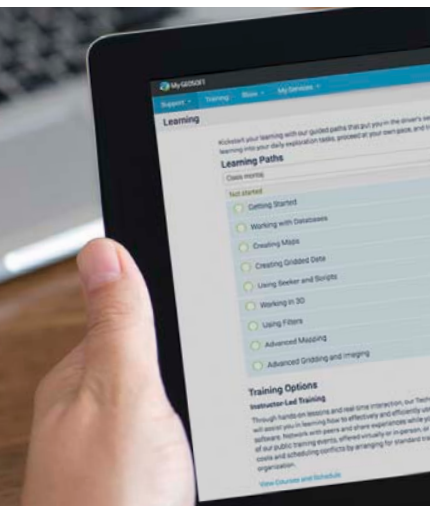 My GEOSOFT
Support Training Store My Services
Learning
Kickstart your learning with our guided paths that put you in the driver's
learning into your daily exploration tasks, proceed at your own pace, and
Learning Paths
Oasis montaj
Not started
Getting Started
Working with Databases
Creating Maps
Creating Gridded Data
Using Seeker and Scripts
Working in 3D
Using Filters
Advanced Mapping
Advanced Gridding and Imaging
Training Options
Instructor-Led Training
Through hands-on lessons and real-time interaction, our
will assist you in learning how to effectively and efficiently
software. Network with peers and share experiences while
of our public training events, offered virtually or in-person, or
costs and scheduling conflicts by arranging for standard
organization.
View Courses and Schedule